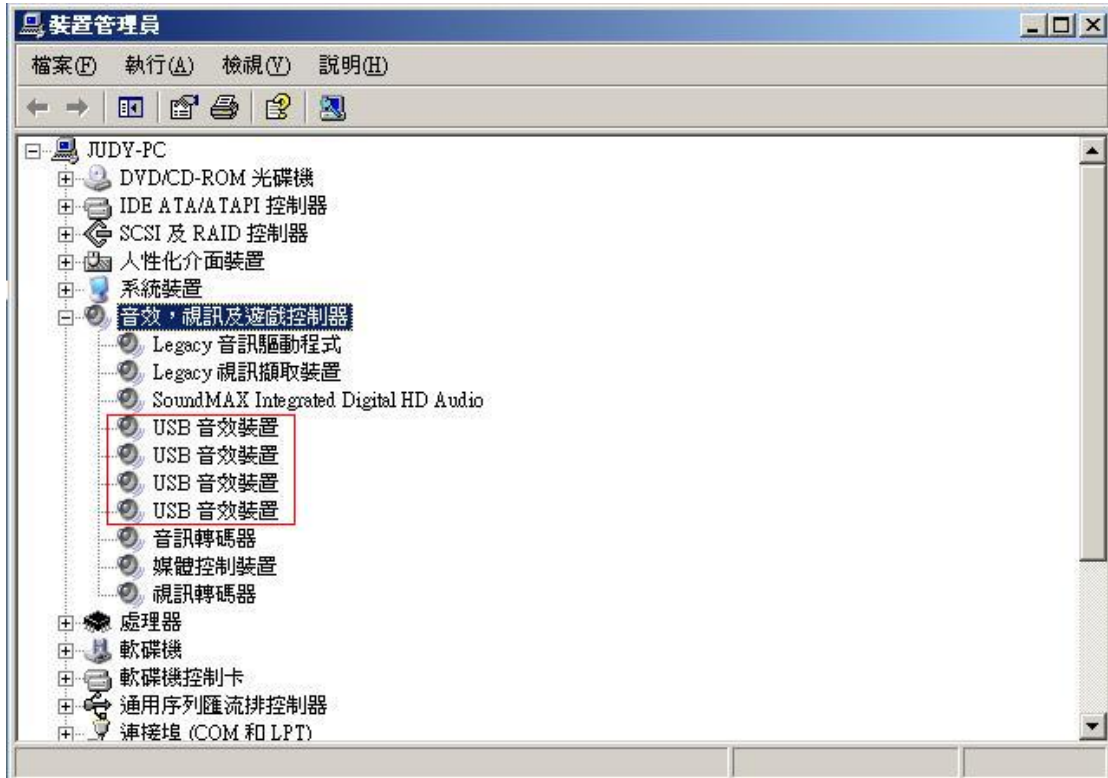 裝置管理員
檔案(F) 執行(A) 檢視(V) 說明(H)
JUDY-PC
DVD/CD-ROM 光碟機
IDE ATA/ATAPI 控制器
SCSI 及 RAID 控制器
人性化介面裝置
系統裝置
音效，視訊及遊戲控制器
Legacy 音訊驅動程式
Legacy 視訊擷取裝置
SoundMAX Integrated Digital HD Audio
USB 音效裝置
USB 音效裝置
USB 音效裝置
USB 音效裝置
音訊轉碼器
媒體控制裝置
視訊轉碼器
處理器
軟碟機
軟碟機控制卡
通用序列匯流排控制器
連接埠 (COM 和 LPT)